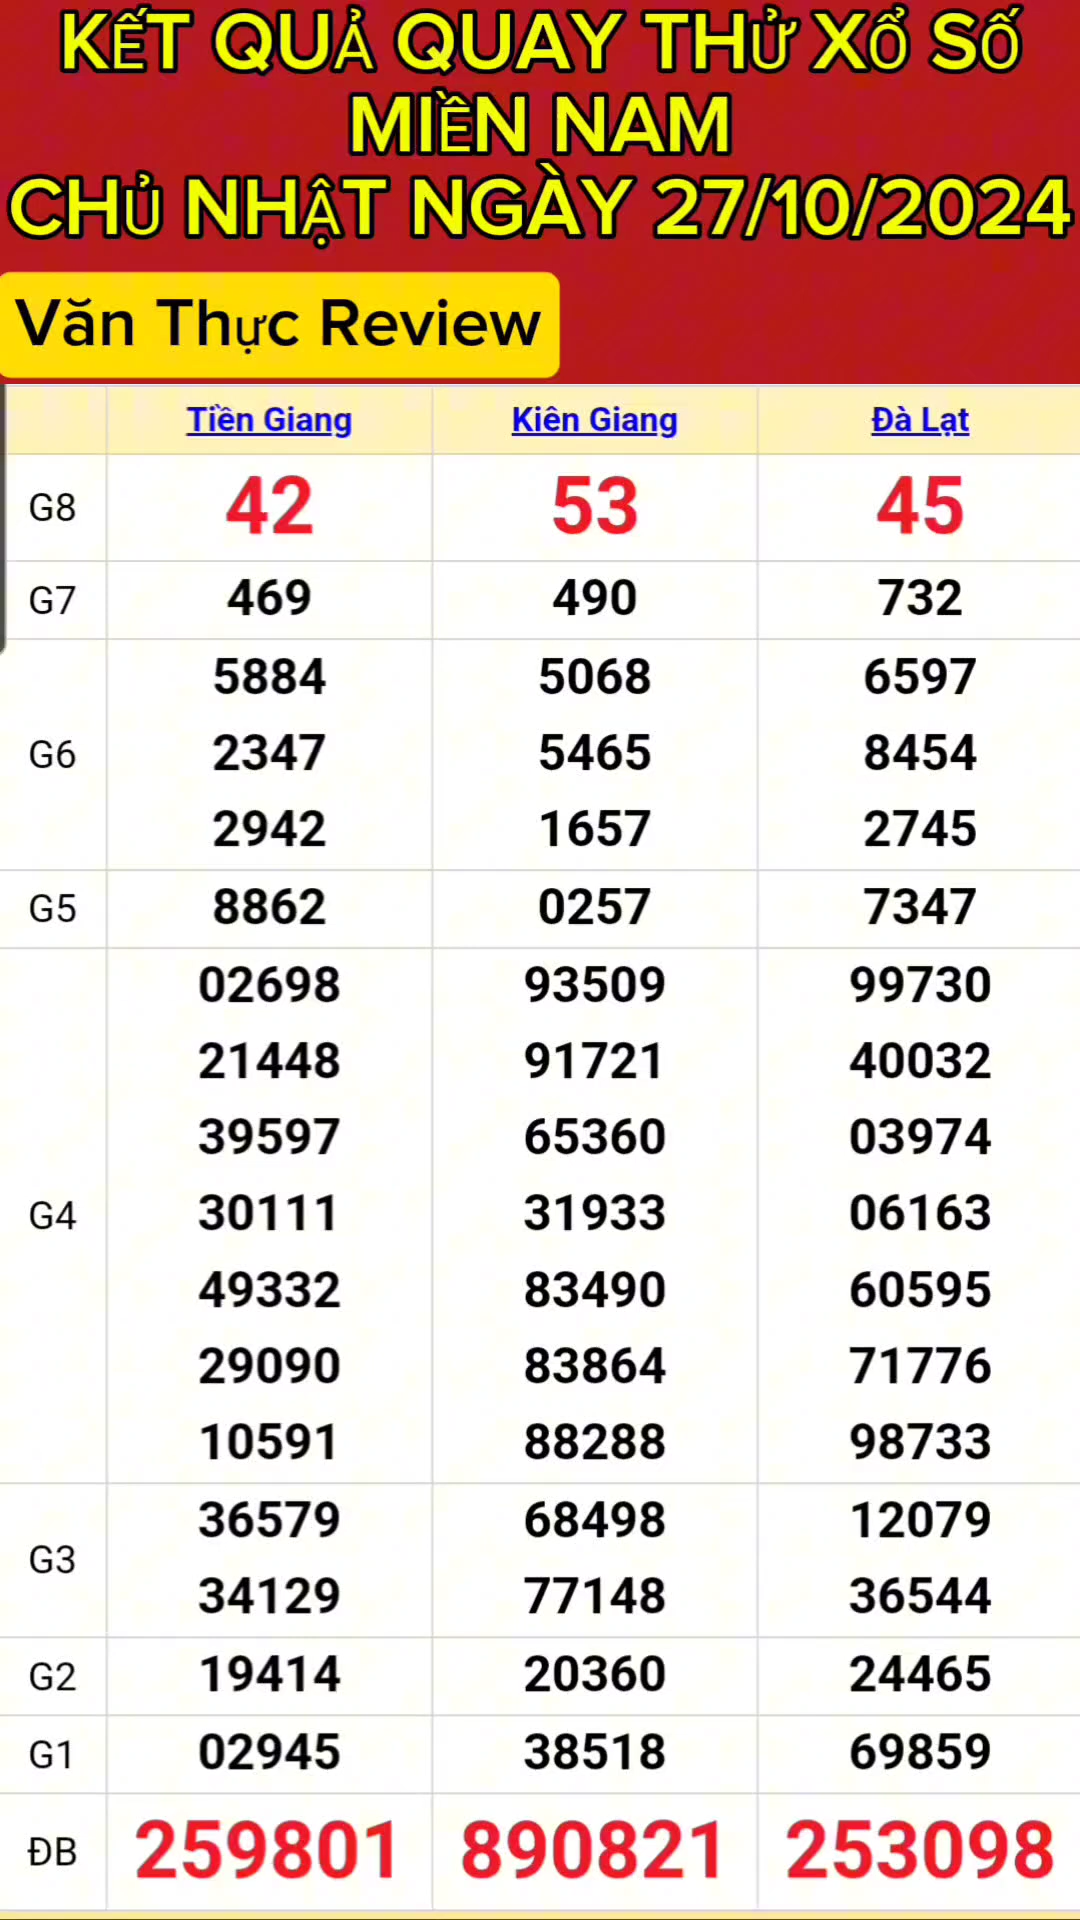 KẾT QUẢ QUAY THỬ XỔ SỐ
MIỀN NAM
CHỦ NHẬT NGÀY 27/10/2024
Văn Thực Review
Tiền Giang Kiên Giang Đà Lạt
G8 42 53 45
G7 469 490 732
5884 5068 6597
G6 2347 5465 8454
2942 1657 2745
G5 8862 0257 7347
02698 93509 99730
21448 91721 40032
39597 65360 03974
G4 30111 31933 06163
49332 83490 60595
29090 83864 71776
10591 88288 98733
G3 36579 68498 12079
34129 77148 36544
G2 19414 20360 24465
G1 02945 38518 69859
ĐB 259801 890821 253098